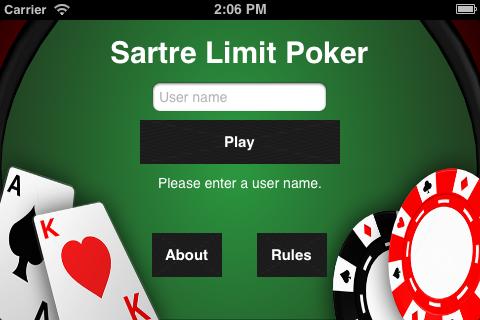 Carrier 2:06 PM
Sartre Limit Poker
User name
Play
Please enter a user name.
About
Rules
A
K
K